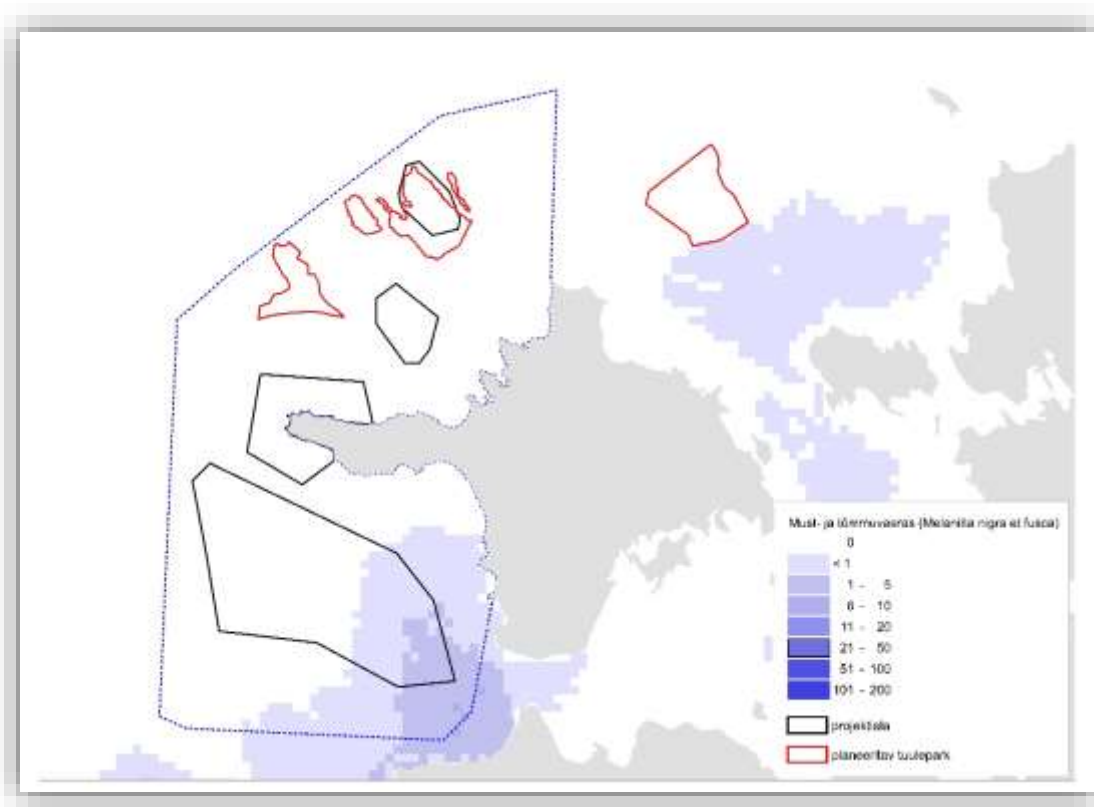 Must- ja tõmmuvaeras (Melanitta nigra et fusca)
0
< 1
1 - 5
6 - 10
11 - 20
21 - 50
51 - 100
101 - 200
projektiala
planeeritav tuulepark